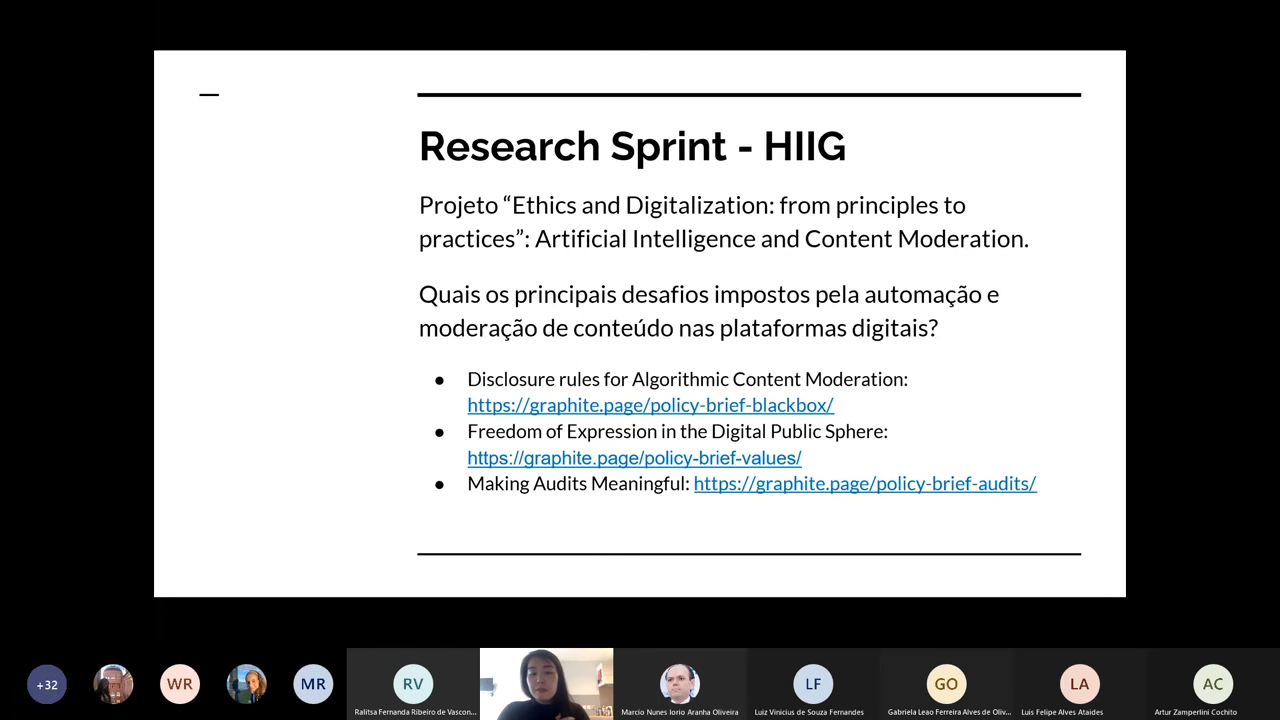 Research Sprint - HIIG
Projeto “Ethics and Digitalization: from principles to
practices”: Artificial Intelligence and Content Moderation.
Quais os principais desafios impostos pela automação e
moderação de conteúdo nas plataformas digitais?
● Disclosure rules for Algorithmic Content Moderation:
https://graphite.page/policy-brief-blackbox/
● Freedom of Expression in the Digital Public Sphere:
https://graphite.page/policy-brief-values/
● Making Audits Meaningful: https://graphite.page/policy-brief-audits/
+32
WR
MR
RV
LF
GO
LA
AC
Ralitsa Fernanda Ribeiro de Vascon...
Marcio Nunes Iorio Aranha Oliveira
Luiz Vinicius de Souza Fernandes
Gabriela Leao Ferreira Alves de Oliv...
Luis Felipe Alves Ataides
Artur Zamperlini Cochito